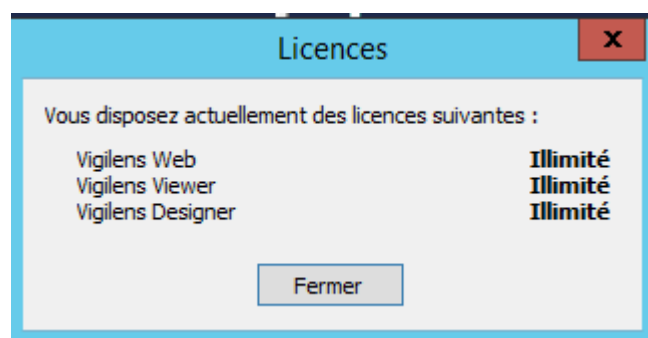 Licences
x
Vous disposez actuellement des licences suivantes :
Vigilens Web Illimité
Vigilens Viewer Illimité
Vigilens Designer Illimité
Fermer